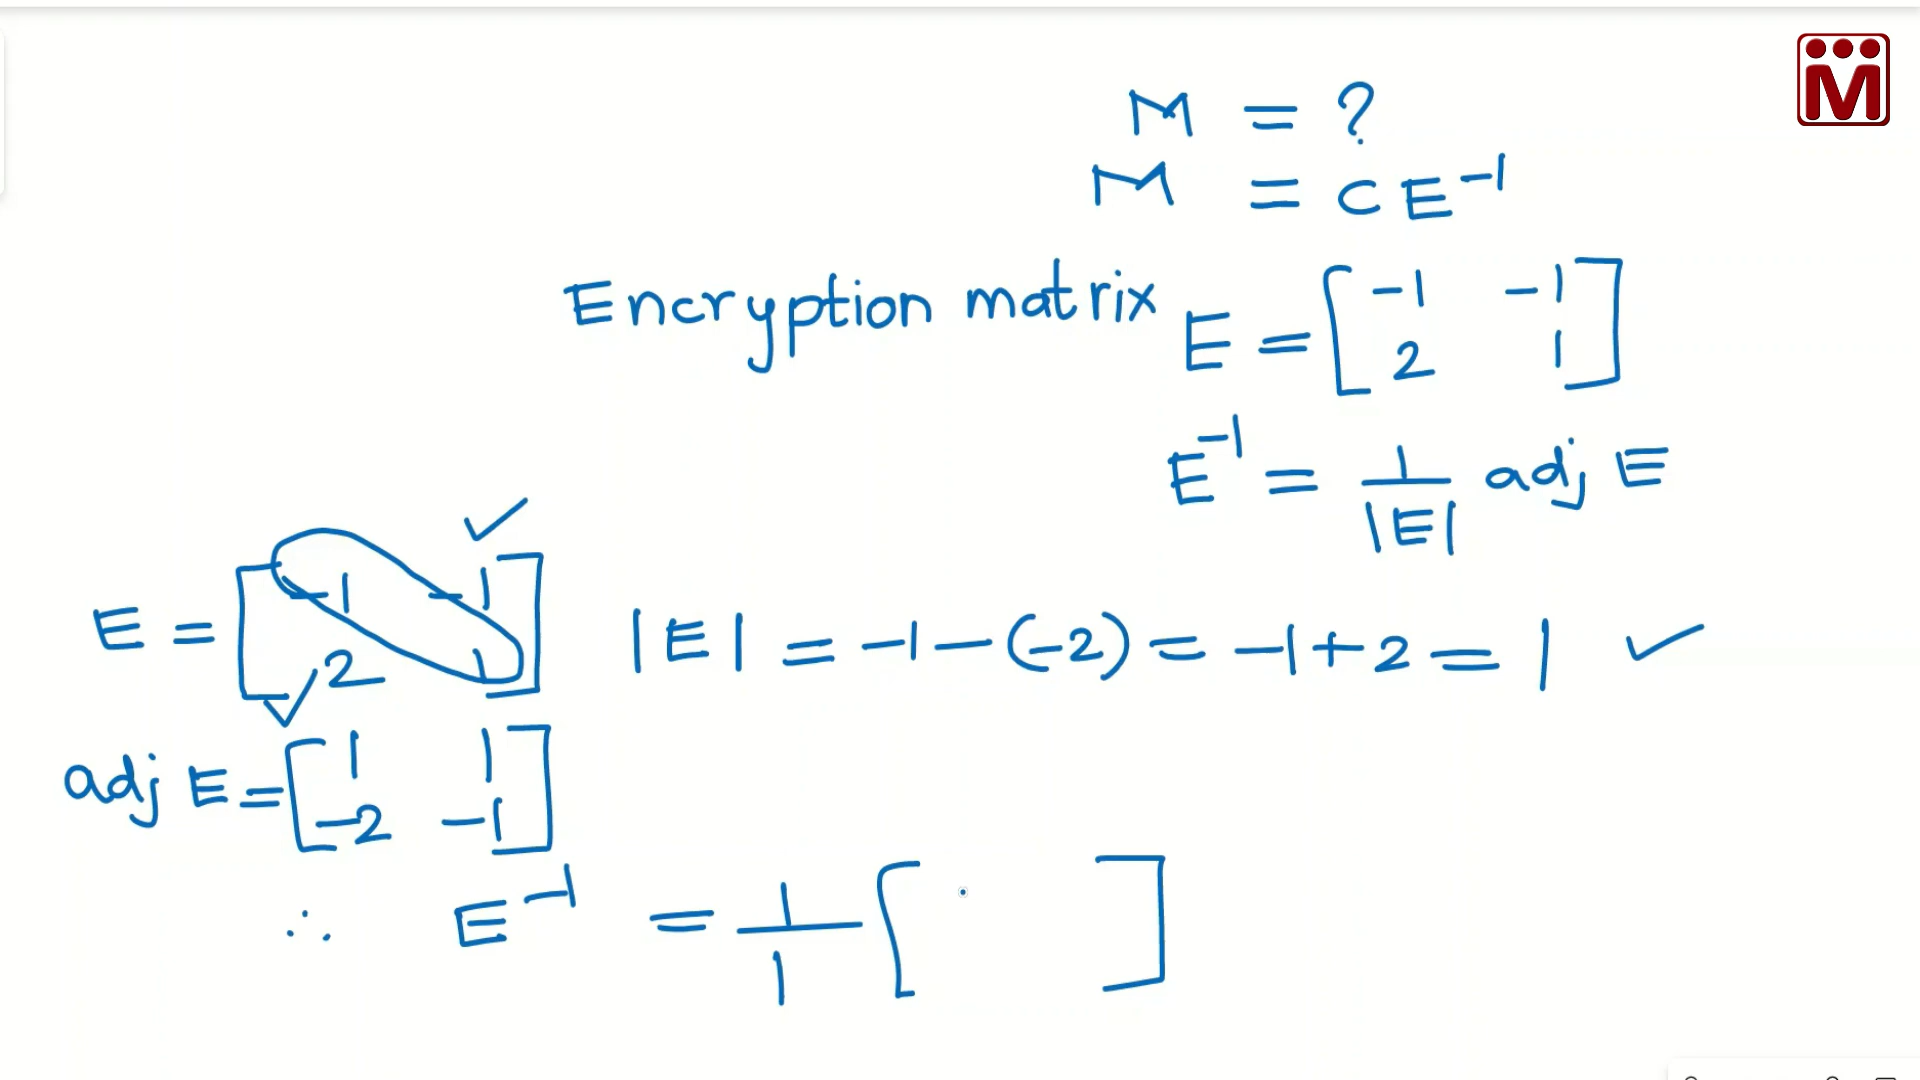 M
M = ?
M = C E⁻¹
Encryption matrix E = [ -1 -1
2 1 ]
E⁻¹ = 1/|E| adj E
E = [ -1 -1
2 1 ] |E| = -1 - (-2) = -1 + 2 = 1
adj E = [ 1 1
-2 -1 ]
∴ E⁻¹ = 1/1 [ ]